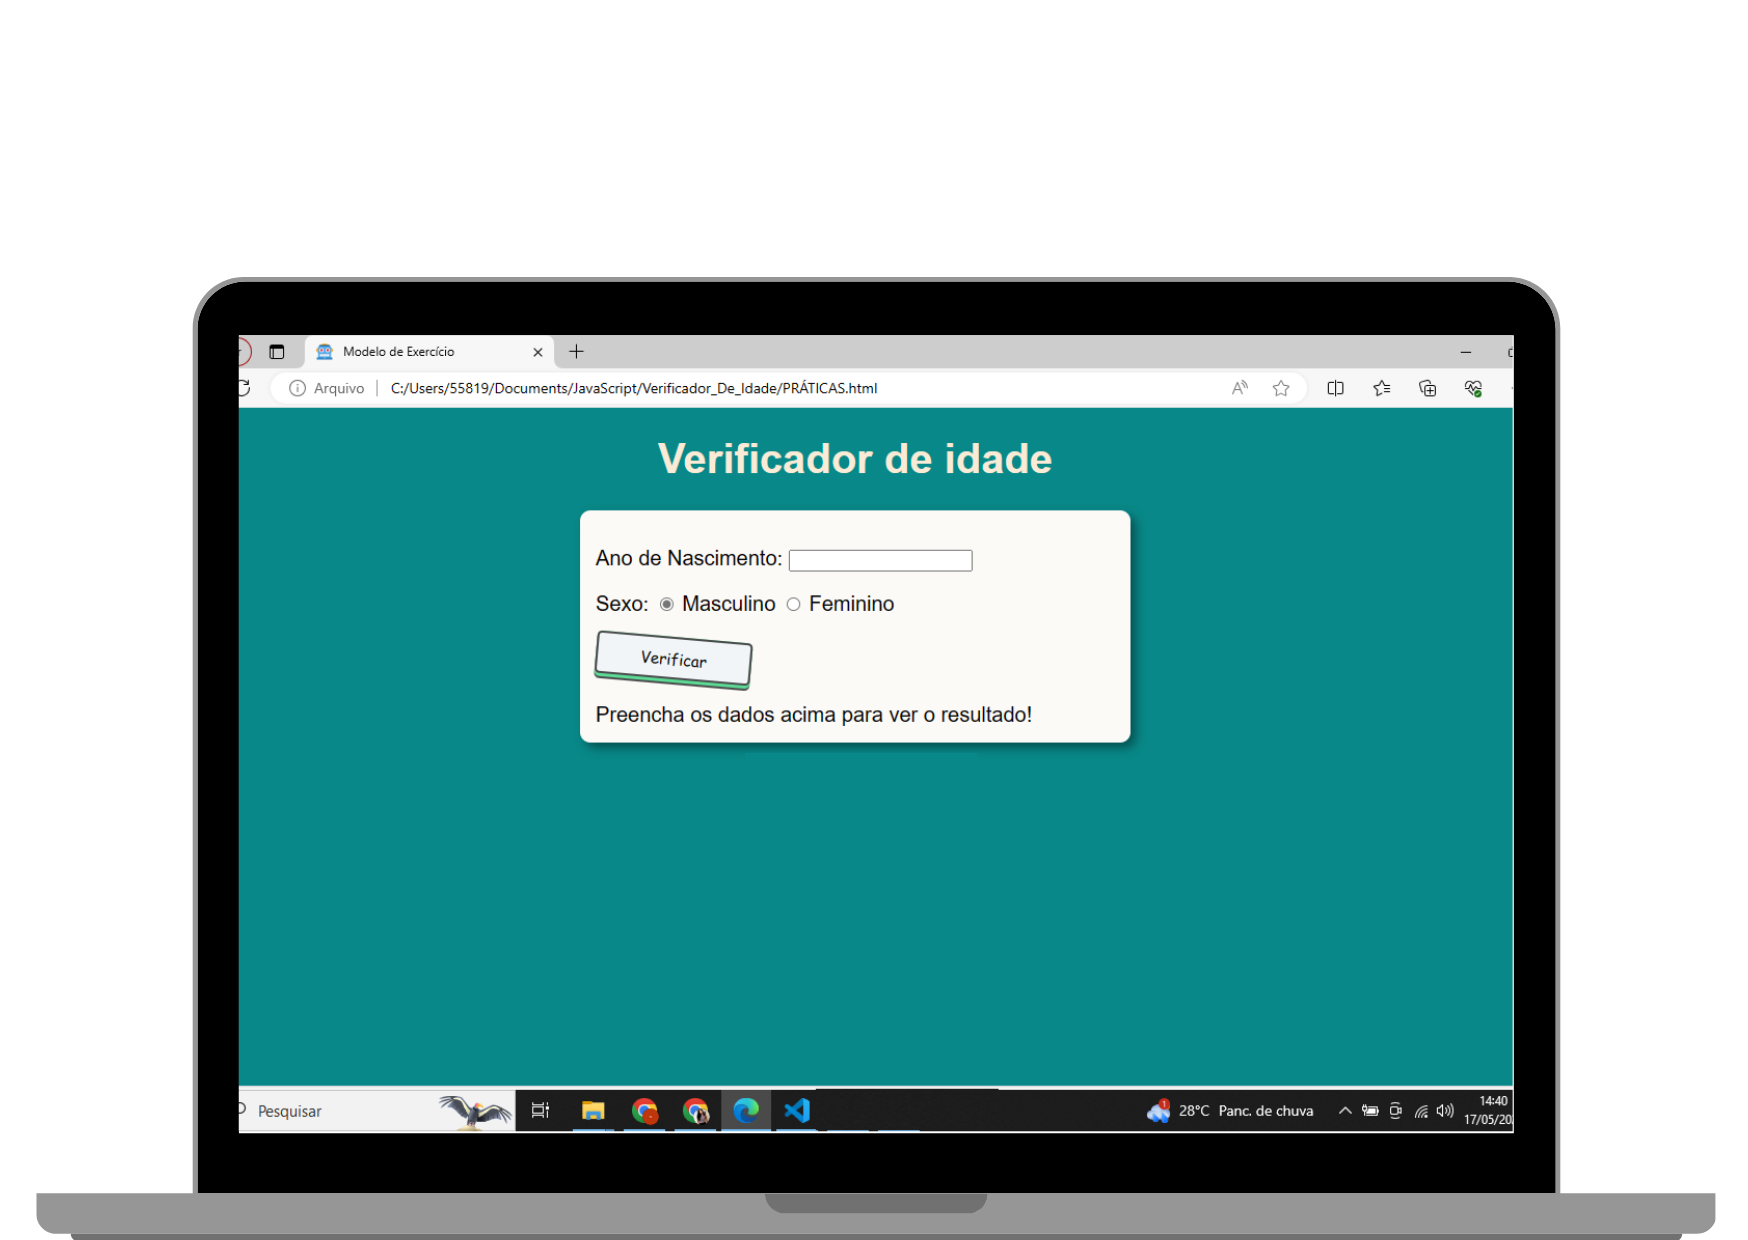 Modelo de Exercício
Arquivo | C:/Users/55819/Documents/JavaScript/Verificador_De_Idade/PRÁTICAS.html
Verificador de idade
Ano de Nascimento:
Sexo: Masculino Feminino
Verificar
Preencha os dados acima para ver o resultado!
Pesquisar
1
28°C Panc. de chuva
14:40
17/05/20